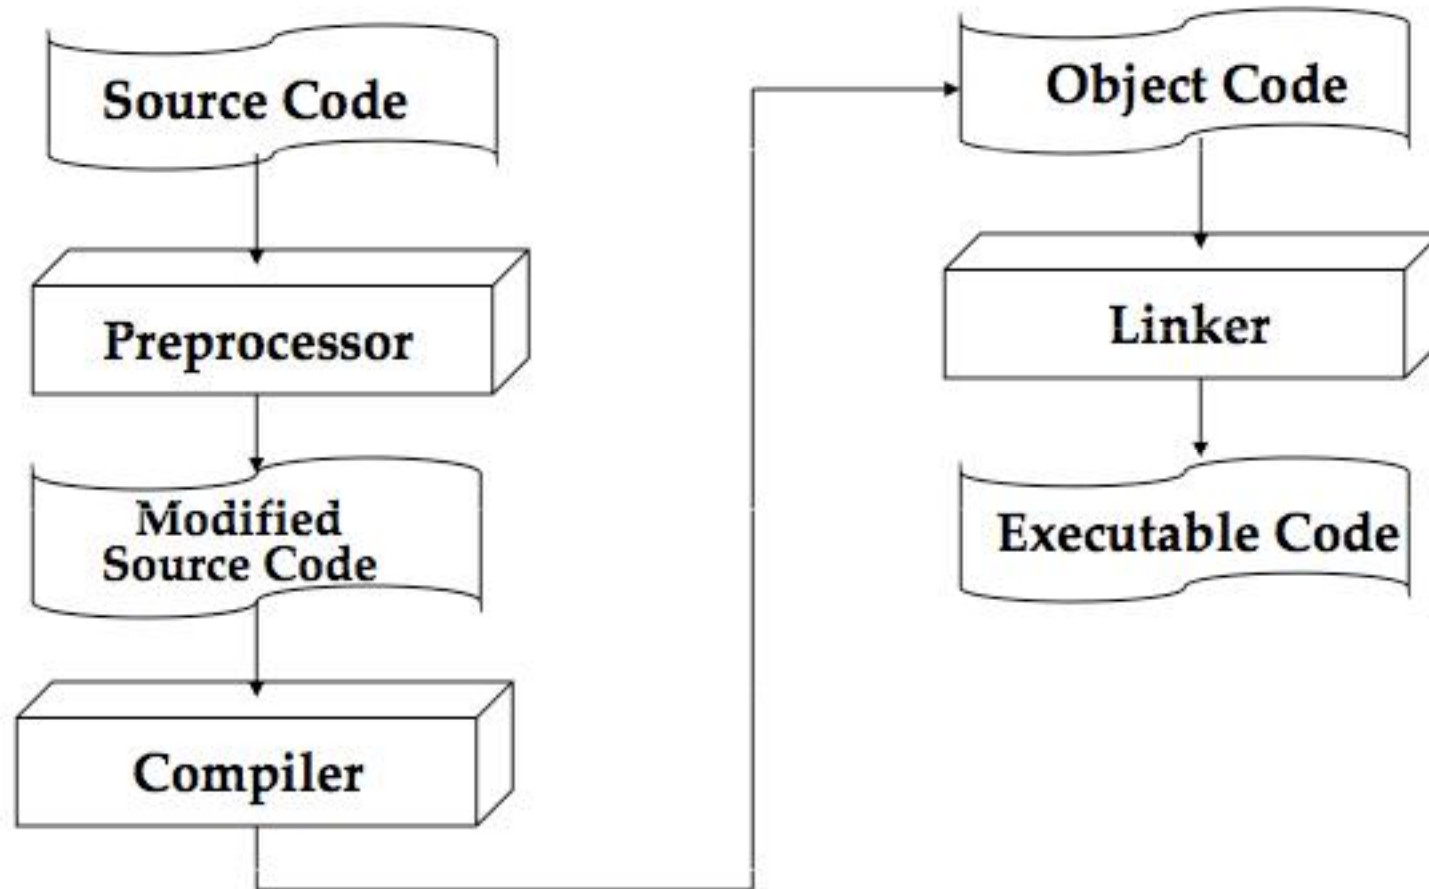 Source Code
Preprocessor
Modified
Source Code
Compiler
Object Code
Linker
Executable Code